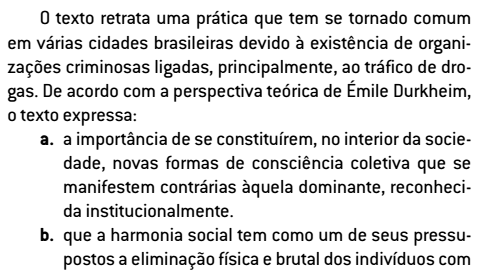 O texto retrata uma prática que tem se tornado comum
em várias cidades brasileiras devido à existência de organi-
zações criminosas ligadas, principalmente, ao tráfico de dro-
gas. De acordo com a perspectiva teórica de Émile Durkheim,
o texto expressa:
a. a importância de se constituírem, no interior da socie-
dade, novas formas de consciência coletiva que se
manifestem contrárias àquela dominante, reconheci-
da institucionalmente.
b. que a harmonia social tem como um de seus pressu-
postos a eliminação física e brutal dos indivíduos com